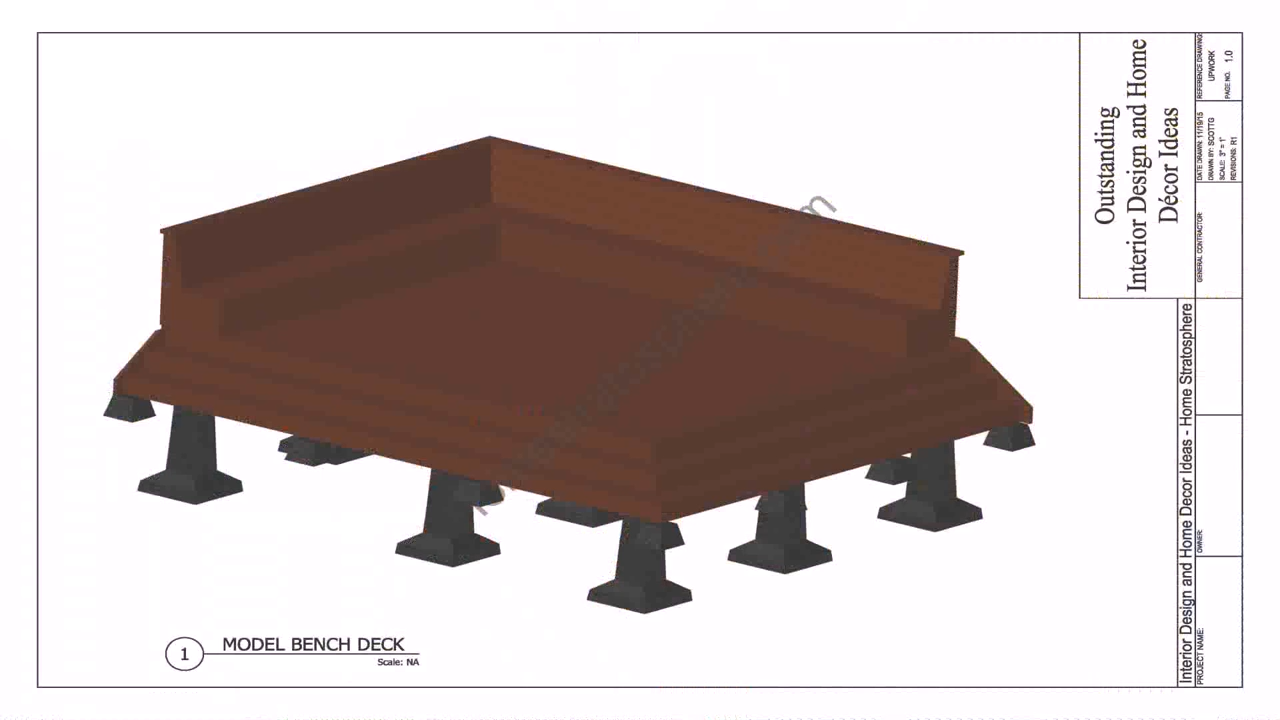 Outstanding
Interior Design and Home
Décor Ideas
REFERENCE DRAWING:
UPWORK
PAGE NO. 1.0
DATE DRAWN: 11/19/15
DRAWN BY: SCOTTG
SCALE: 3" = 1'
REVISIONS: R1
GENERAL CONTRACTOR:
Interior Design and Home Decor Ideas - Home Stratosphere
OWNER:
PROJECT NAME:
1
MODEL BENCH DECK
Scale: NA